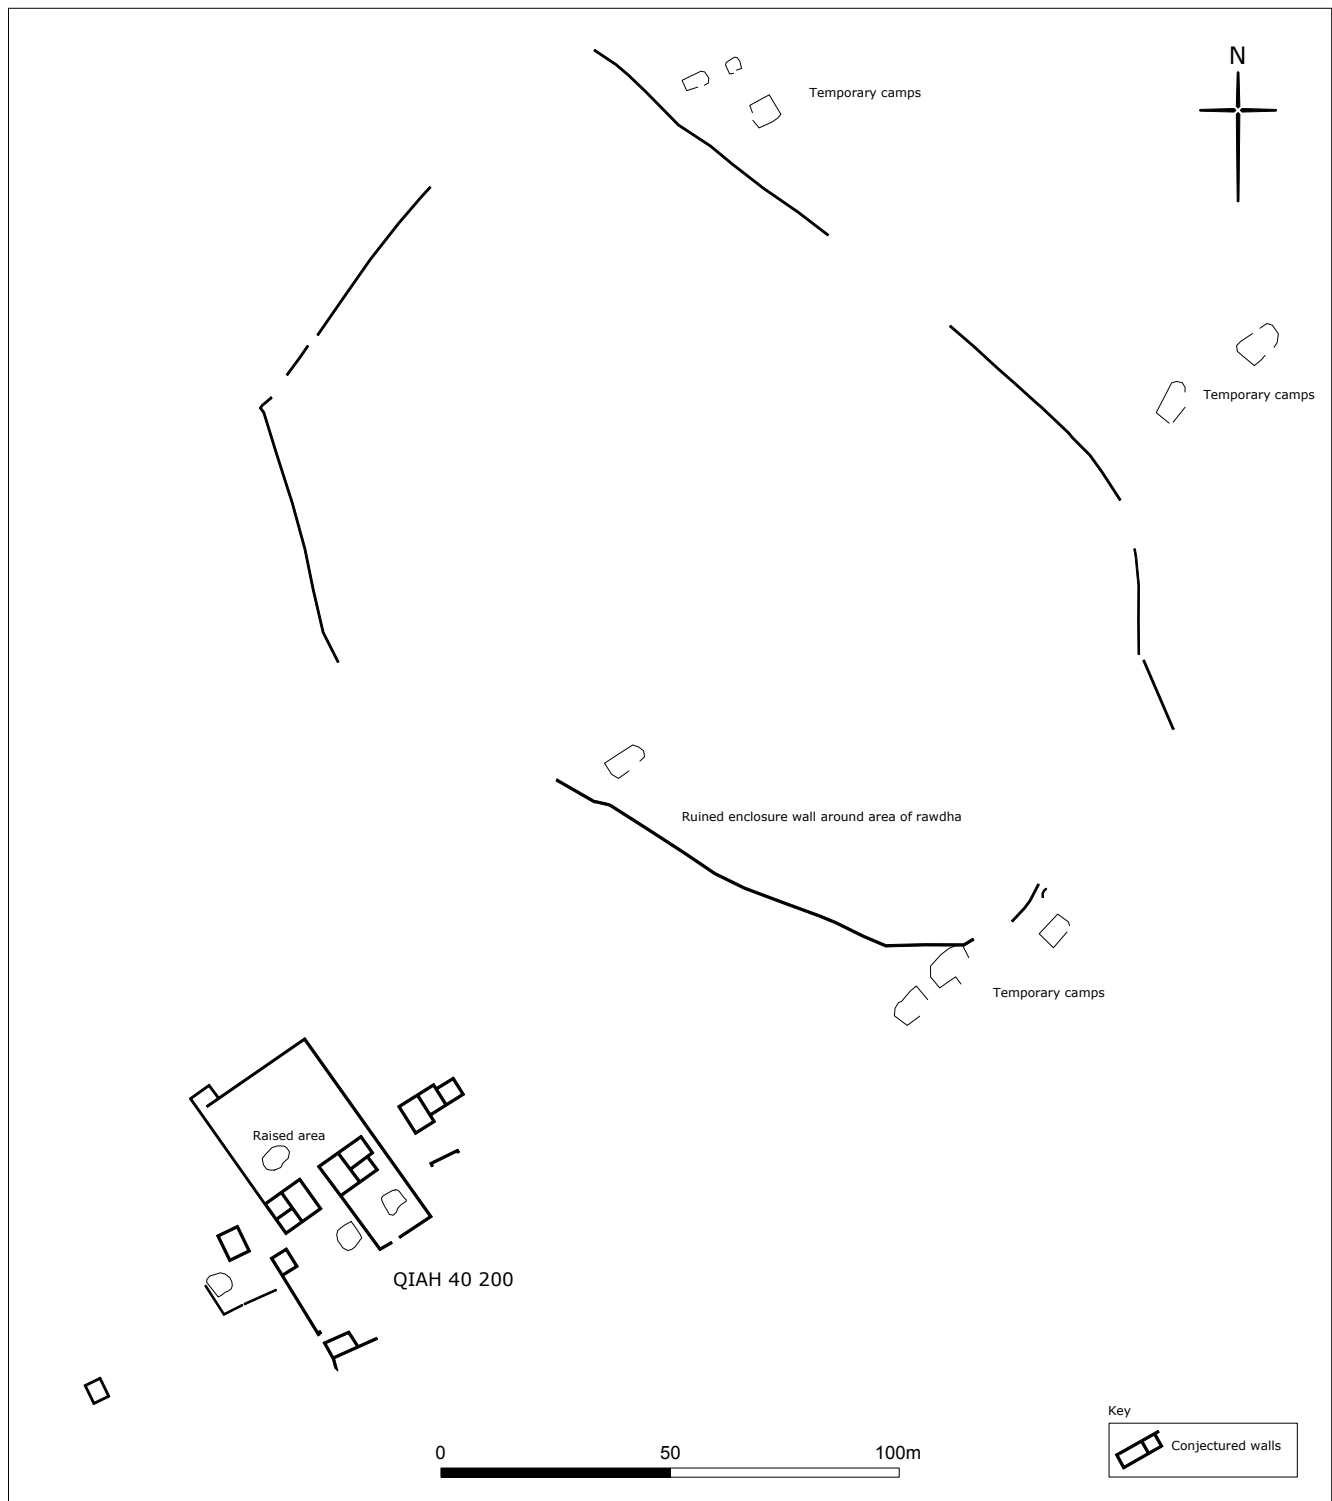 N
Temporary camps
Temporary camps
Ruined enclosure wall around area of rawdha
Temporary camps
Raised area
QIAH 40 200
Key
Conjectured walls
0 50 100m